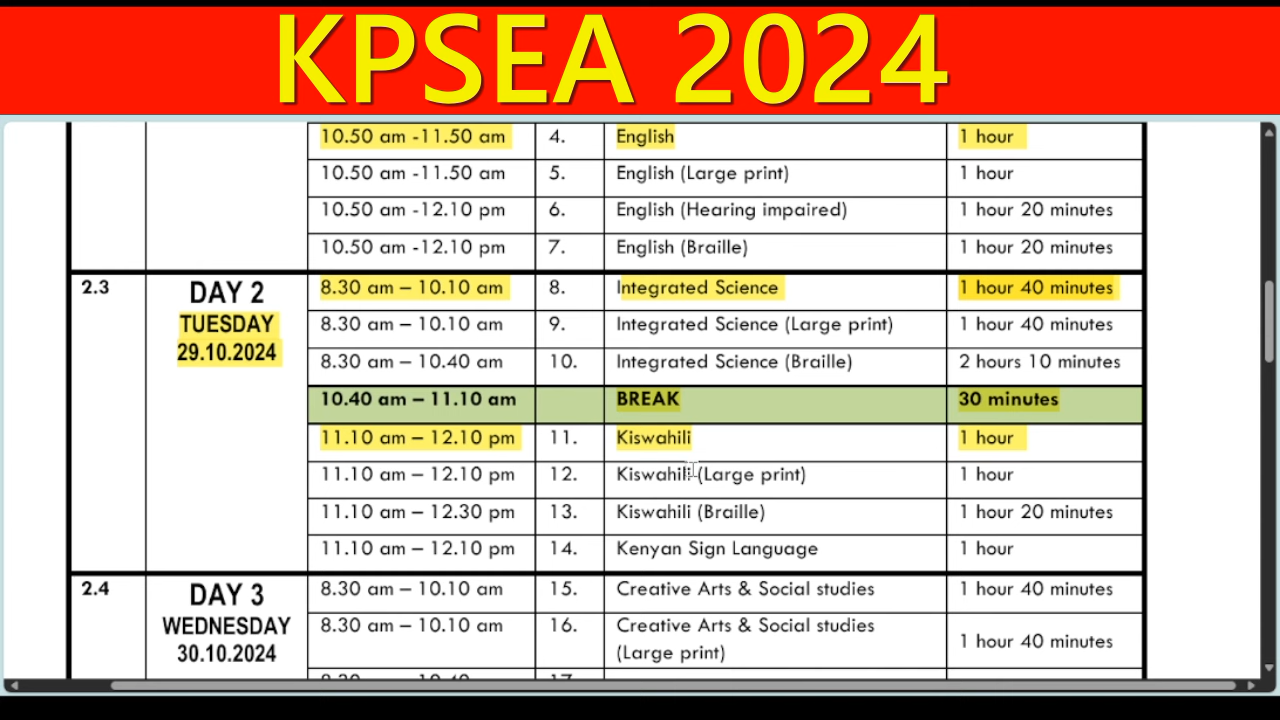 KPSEA 2024
10.50 am -11.50 am 4. English 1 hour
10.50 am -11.50 am 5. English (Large print) 1 hour
10.50 am -12.10 pm 6. English (Hearing impaired) 1 hour 20 minutes
10.50 am -12.10 pm 7. English (Braille) 1 hour 20 minutes
2.3 DAY 2 8.30 am – 10.10 am 8. Integrated Science 1 hour 40 minutes
TUESDAY 8.30 am – 10.10 am 9. Integrated Science (Large print) 1 hour 40 minutes
29.10.2024 8.30 am – 10.40 am 10. Integrated Science (Braille) 2 hours 10 minutes
10.40 am – 11.10 am BREAK 30 minutes
11.10 am – 12.10 pm 11. Kiswahili 1 hour
11.10 am – 12.10 pm 12. Kiswahili (Large print) 1 hour
11.10 am – 12.30 pm 13. Kiswahili (Braille) 1 hour 20 minutes
11.10 am – 12.10 pm 14. Kenyan Sign Language 1 hour
2.4 DAY 3 8.30 am – 10.10 am 15. Creative Arts & Social studies 1 hour 40 minutes
WEDNESDAY 8.30 am – 10.10 am 16. Creative Arts & Social studies 1 hour 40 minutes
30.10.2024 (Large print)